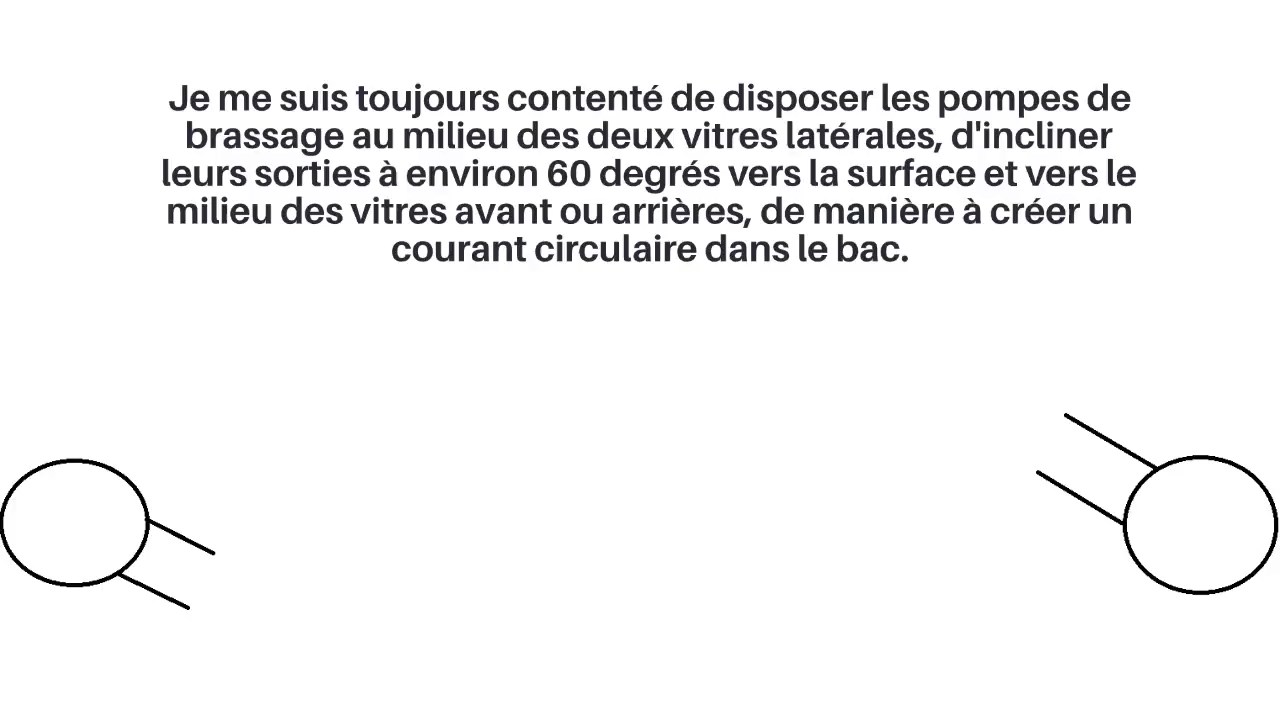 Je me suis toujours contenté de disposer les pompes de
brassage au milieu des deux vitres latérales, d'incliner
leurs sorties à environ 60 degrés vers la surface et vers le
milieu des vitres avant ou arrières, de manière à créer un
courant circulaire dans le bac.